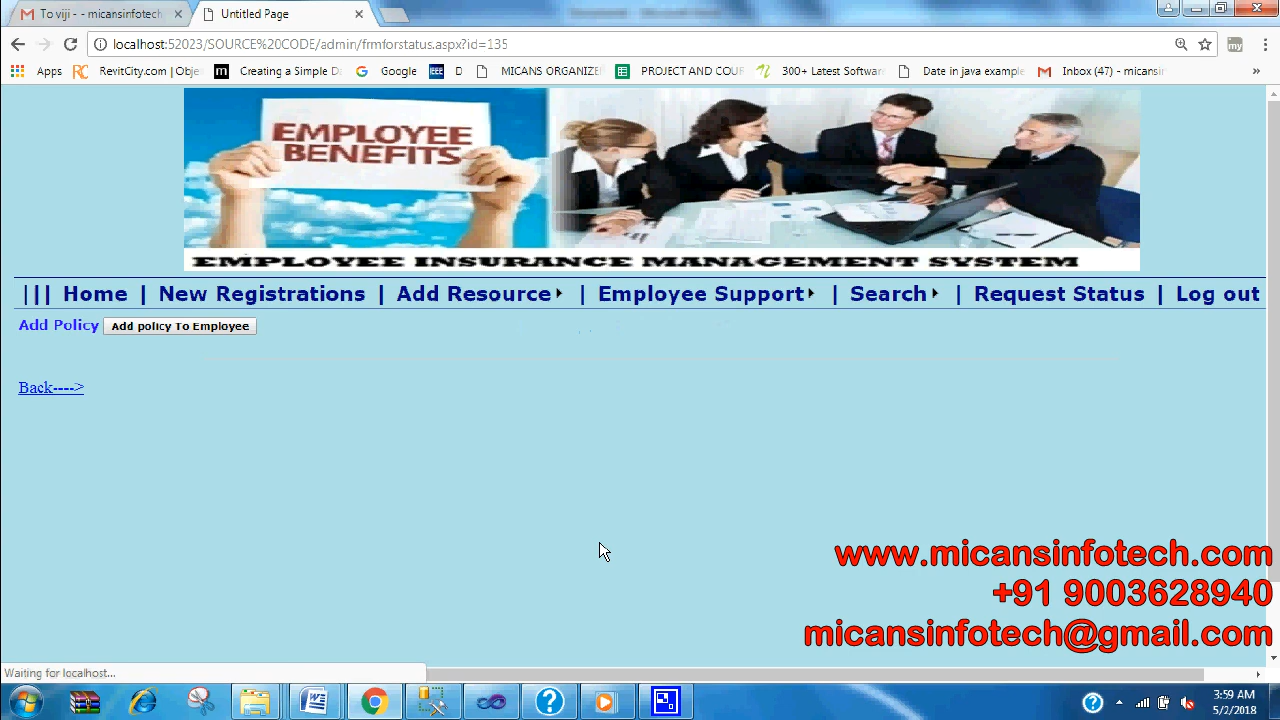 To viji - - micansinfotech
Untitled Page
localhost:52023/SOURCE%20CODE/admin/frmforstatus.aspx?id=135
Apps RevitCity.com | Obje Creating a Simple D Google D MICANS ORGANIZE PROJECT AND COUR 300+ Latest Softwar Date in java example Inbox (47) - micansir »
EMPLOYEE
BENEFITS
EMPLOYEE INSURANCE MANAGEMENT SYSTEM
||| Home | New Registrations | Add Resource | Employee Support | Search | Request Status | Log out
Add Policy Add policy To Employee
Back---->
www.micansinfotech.com
+91 9003628940
micansinfotech@gmail.com
Waiting for localhost...
3:59 AM
5/2/2018